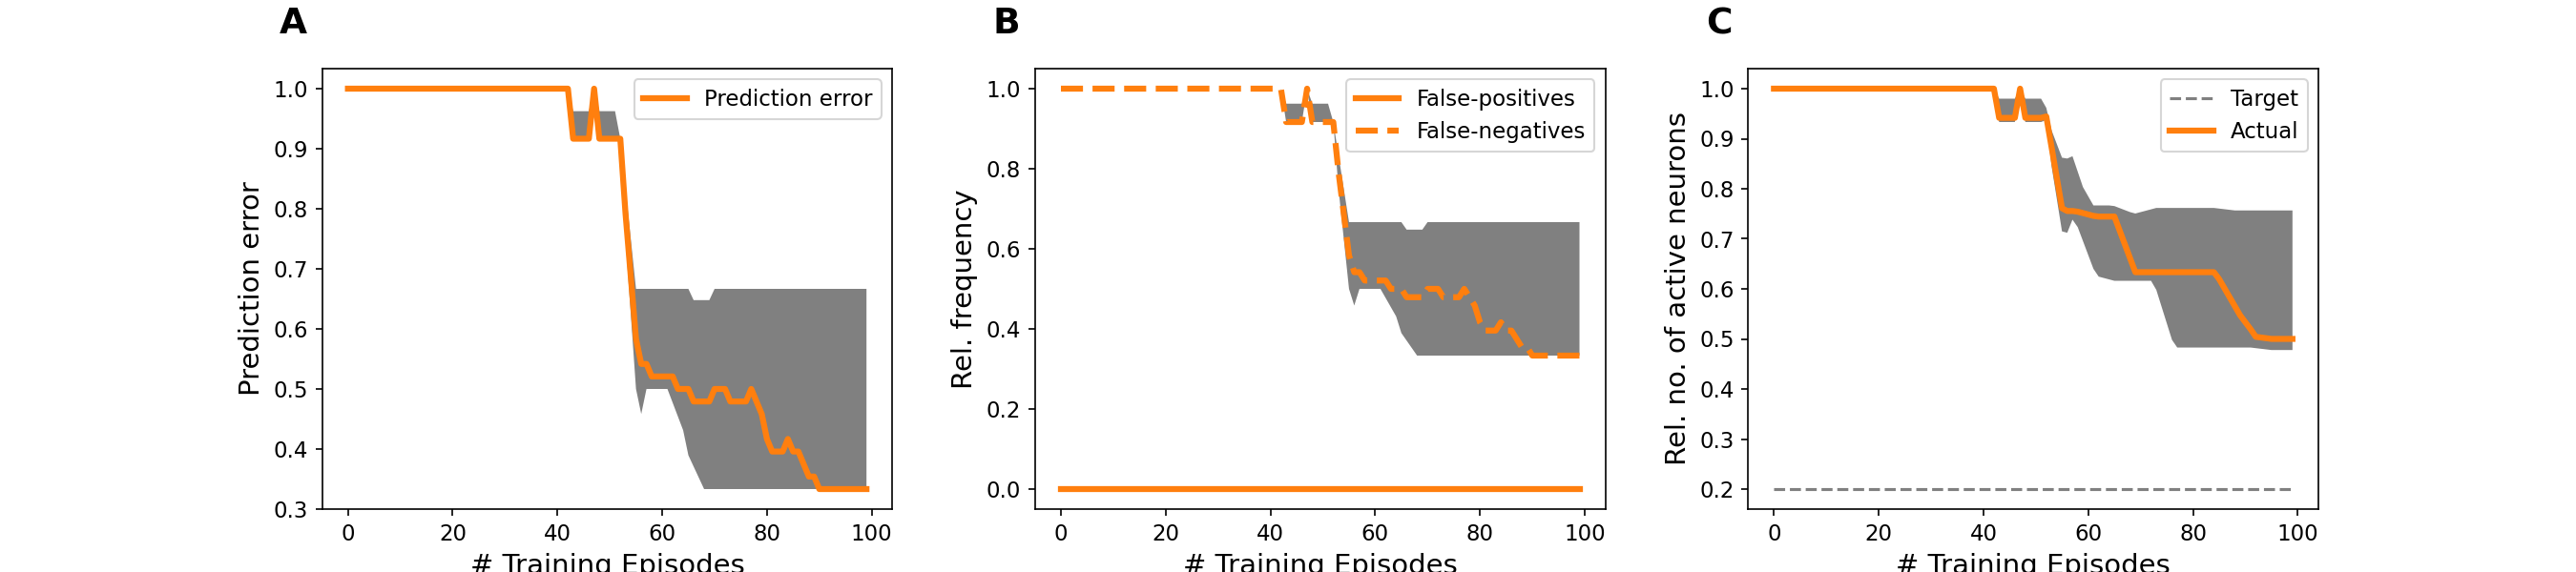 A
Prediction error
1.0
0.9
0.8
0.7
0.6
0.5
0.4
0.3
Prediction error
0
20
40
60
80
100
# Training Episodes
B
False-positives
False-negatives
1.0
0.8
0.6
0.4
0.2
0.0
Rel. frequency
0
20
40
60
80
100
# Training Episodes
C
Target
Actual
1.0
0.9
0.8
0.7
0.6
0.5
0.4
0.3
0.2
Rel. no. of active neurons
0
20
40
60
80
100
# Training Episodes